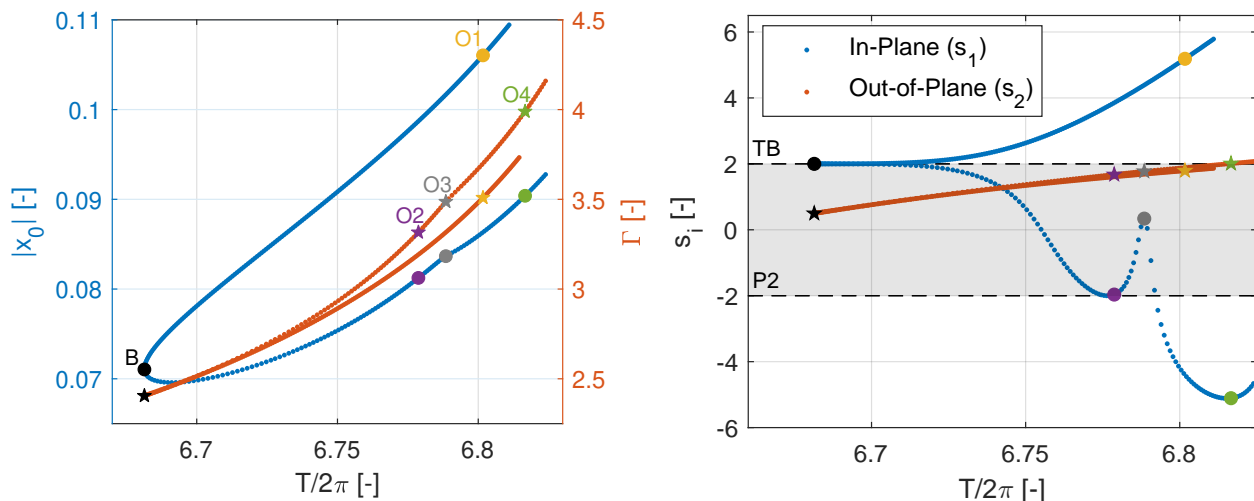 0.11
0.1
0.09
0.08
0.07
|x₀| [-]
B
O1
O4
O3
O2
4.5
4
3.5
3
2.5
Γ [-]
6.7
6.75
6.8
T/2π [-]
6
4
2
0
-2
-4
-6
s_i [-]
In-Plane (s₁)
Out-of-Plane (s₂)
TB
P2
6.7
6.75
6.8
T/2π [-]